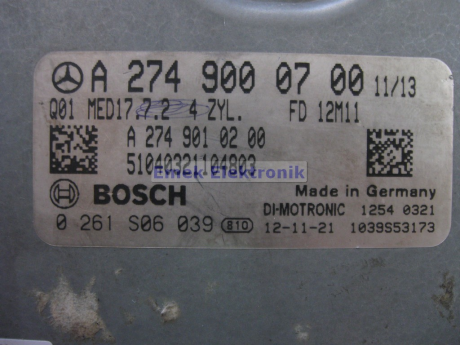 A 274 900 07 00 11/13
Q01 MED17.7.2 4 ZYL. FD 12M11
A 274 901 02 00
51040321104803
Emek Elektronik
BOSCH
Made in Germany
DI-MOTRONIC 1254 0321
0 261 S06 039 810 12-11-21 1039S53173